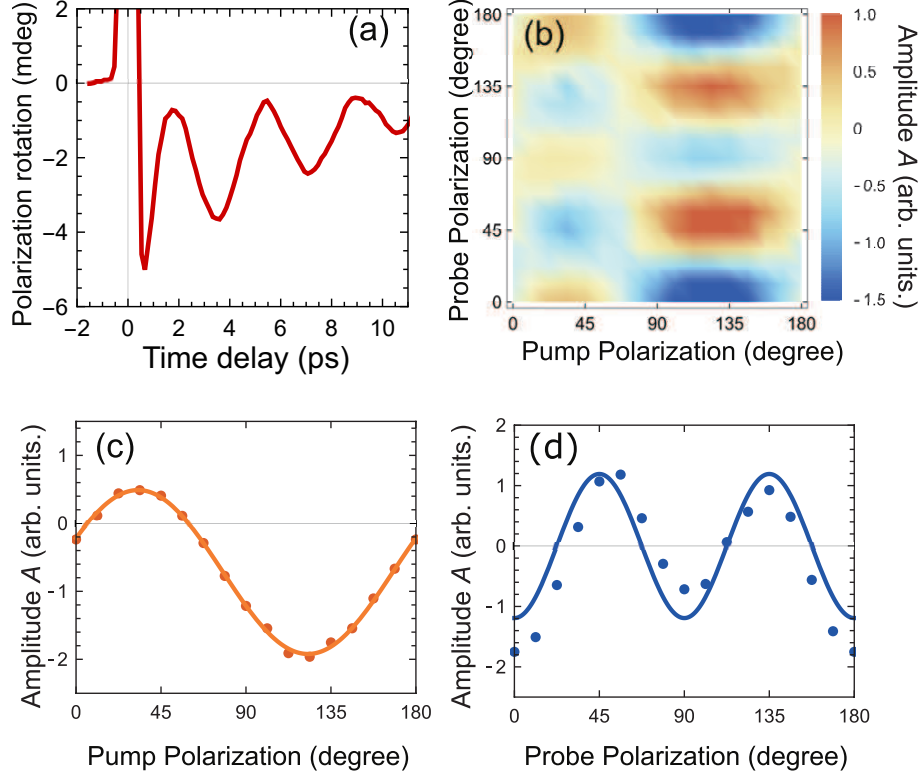 (a)
Polarization rotation (mdeg)
2
0
−2
−4
−6
−2 0 2 4 6 8 10
Time delay (ps)
(b)
Probe Polarization (degree)
180
135
90
45
0
0 45 90 135 180
Pump Polarization (degree)
1.0
0.5
0
-0.5
-1.0
-1.5
Amplitude A (arb. units.)
(c)
Amplitude A (arb. units.)
1
0
-1
-2
0 45 90 135 180
Pump Polarization (degree)
(d)
Amplitude A (arb. units.)
2
1
0
-1
-2
0 45 90 135 180
Probe Polarization (degree)